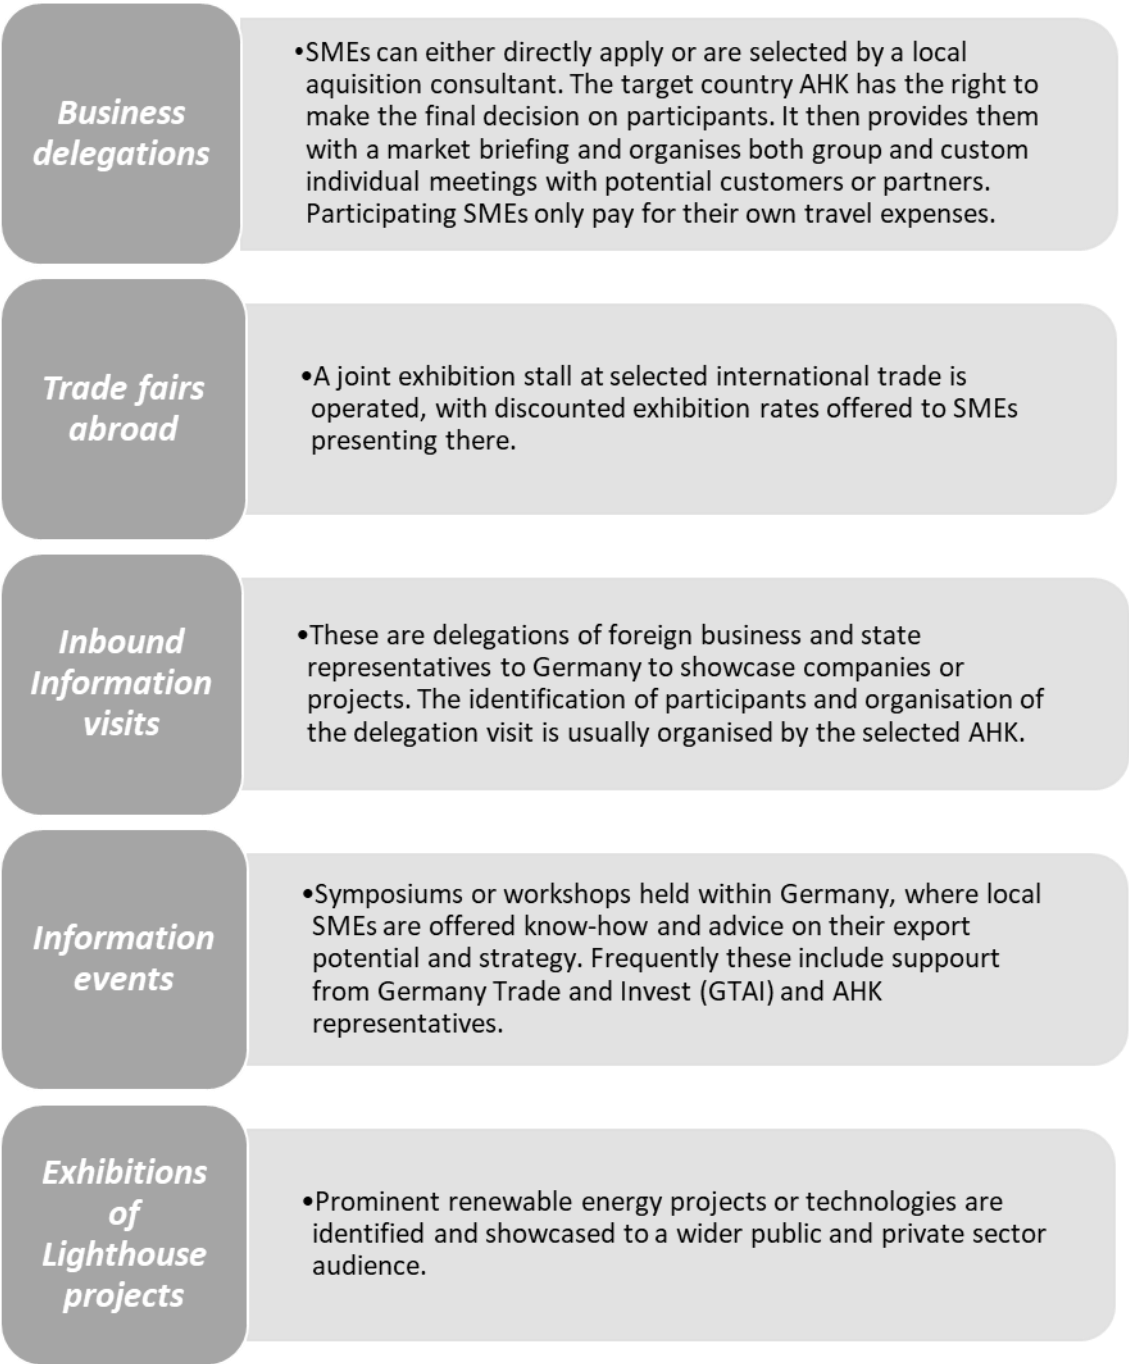 Business
delegations
•SMEs can either directly apply or are selected by a local
aquisition consultant. The target country AHK has the right to
make the final decision on participants. It then provides them
with a market briefing and organises both group and custom
individual meetings with potential customers or partners.
Participating SMEs only pay for their own travel expenses.
Trade fairs
abroad
•A joint exhibition stall at selected international trade is
operated, with discounted exhibition rates offered to SMEs
presenting there.
Inbound
Information
visits
•These are delegations of foreign business and state
representatives to Germany to showcase companies or
projects. The identification of participants and organisation of
the delegation visit is usually organised by the selected AHK.
Information
events
•Symposiums or workshops held within Germany, where local
SMEs are offered know-how and advice on their export
potential and strategy. Frequently these include suppourt
from Germany Trade and Invest (GTAI) and AHK
representatives.
Exhibitions
of
Lighthouse
projects
•Prominent renewable energy projects or technologies are
identified and showcased to a wider public and private sector
audience.